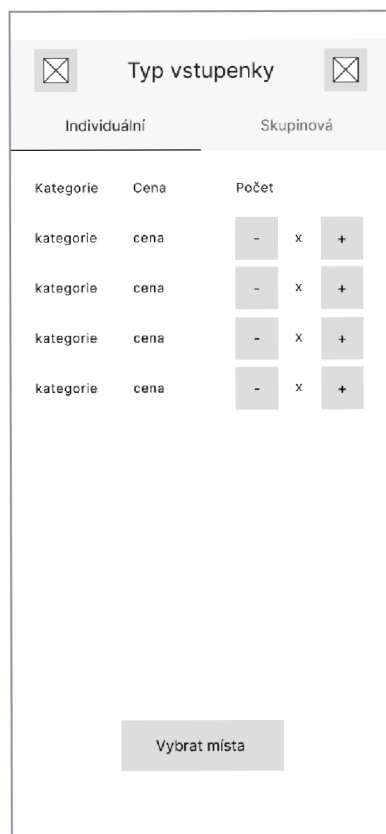 Typ vstupenky
Individuální Skupinová
Kategorie Cena Počet
kategorie cena - x +
kategorie cena - x +
kategorie cena - x +
kategorie cena - x +
Vybrat místa